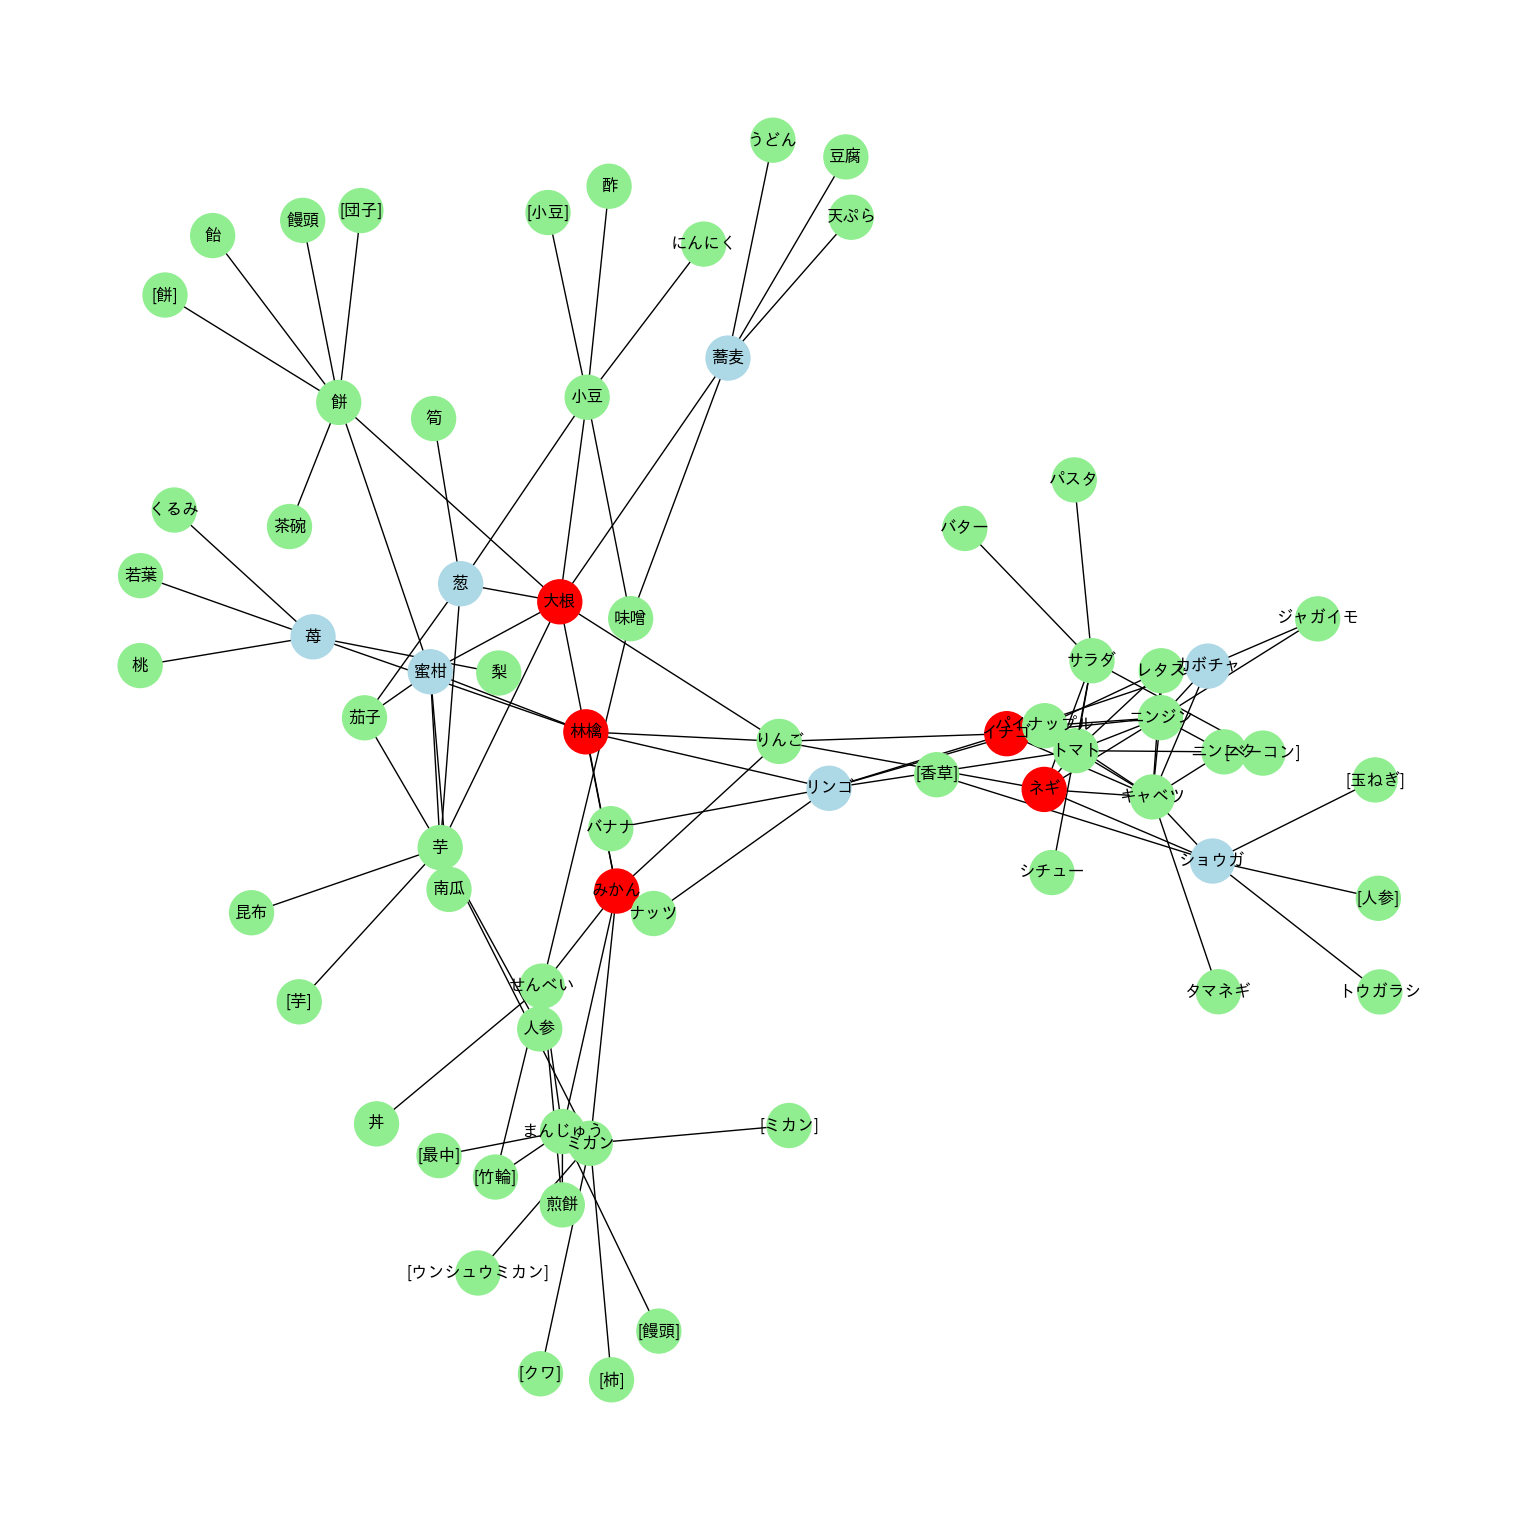 うどん
豆腐
酢
[団子]
[小豆]
天ぷら
饅頭
飴
にんにく
[餅]
蕎麦
小豆
餅
筍
パスタ
くるみ
茶碗
バター
若葉
葱
大根
味噌
ジャガイモ
苺
サラダ
桃
蜜柑
梨
レタス
カボチャ
茄子
ニンジン
パイナップル
イチゴ
林檎
りんご
トマト
ニンニク
[ベーコン]
[香草]
[玉ねぎ]
リンゴ
ネギ
キャベツ
バナナ
芋
ショウガ
シチュー
南瓜
みかん
[人参]
昆布
ナッツ
せんべい
タマネギ
トウガラシ
[芋]
人参
丼
[ミカン]
まんじゅう
ミカン
[最中]
[竹輪]
煎餅
[ウンシュウミカン]
[饅頭]
[クワ]
[柿]